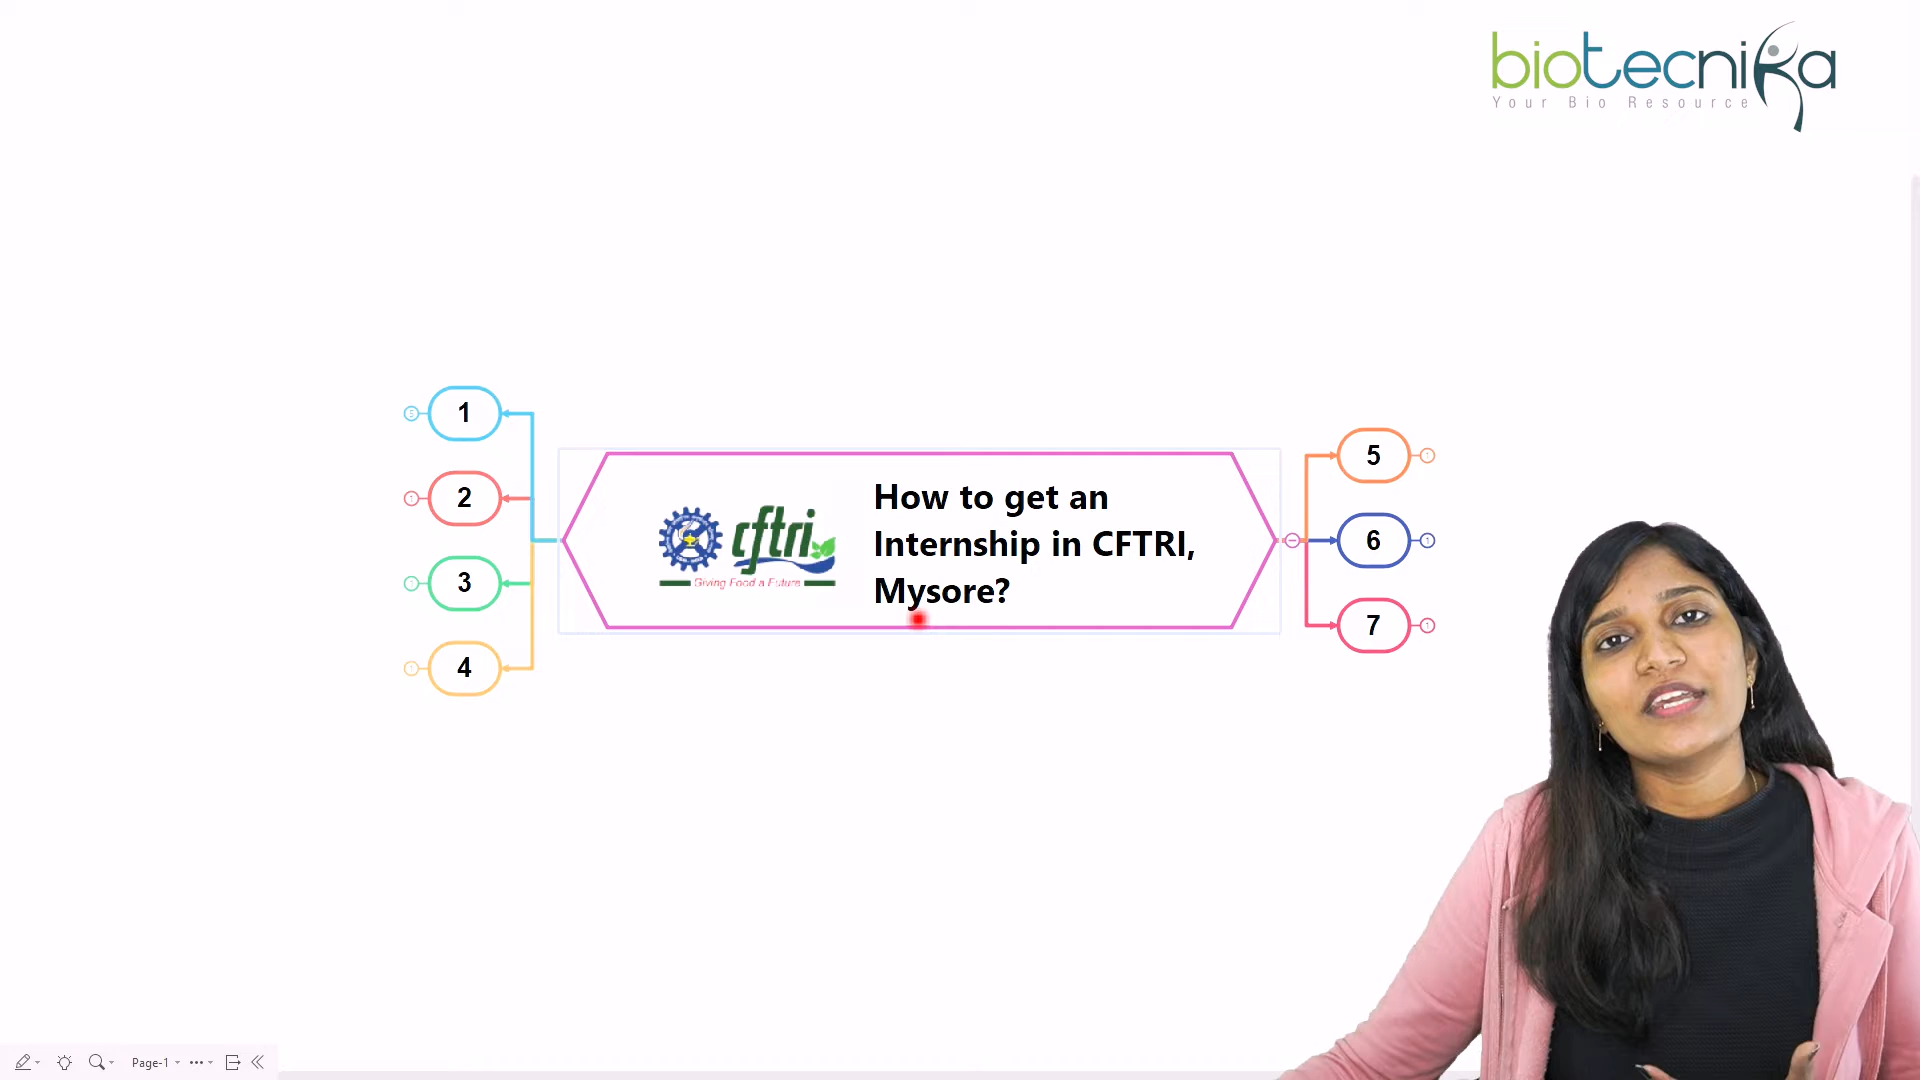 biotecnika
Your Bio Resource
1
2
3
4
cftri
Giving Food a Future
How to get an
Internship in CFTRI,
Mysore?
5
6
7
Page-1